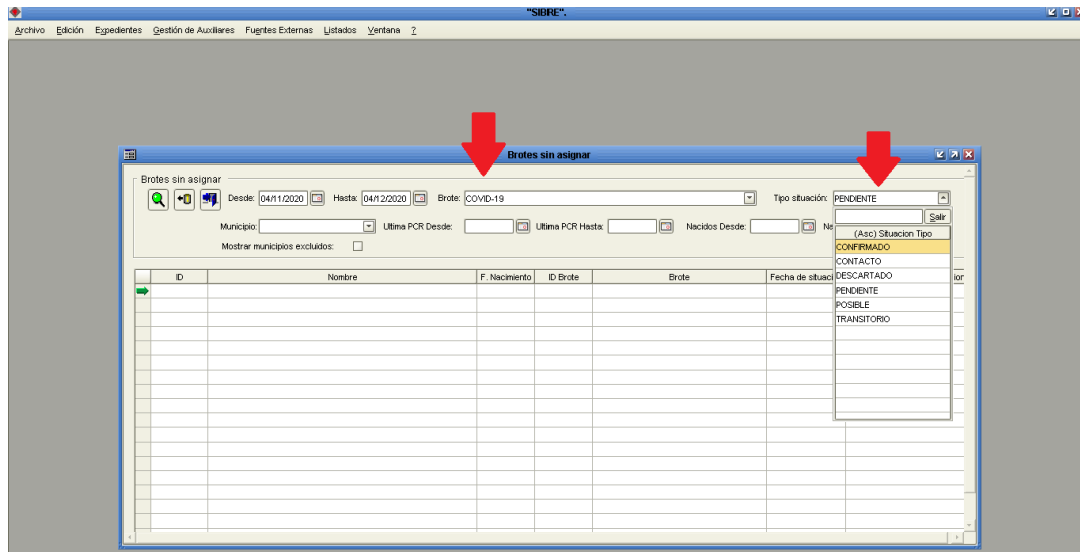 "SIBRE".
Archivo Edición Expedientes Gestión de Auxiliares Fuentes Externas Listados Ventana ?
Brotes sin asignar
Brotes sin asignar
Desde: 04/11/2020 Hasta: 04/12/2020 Brote: COVID-19 Tipo situación: PENDIENTE
Salir
Municipio: Ultima PCR Desde: Ultima PCR Hasta: Nacidos Desde: Na
(Asc) Situacion Tipo
Mostrar municipios excluidos:
CONFIRMADO
CONTACTO
ID Nombre F. Nacimiento ID Brote Brote Fecha de situaci
DESCARTADO
PENDIENTE
POSIBLE
TRANSITORIO